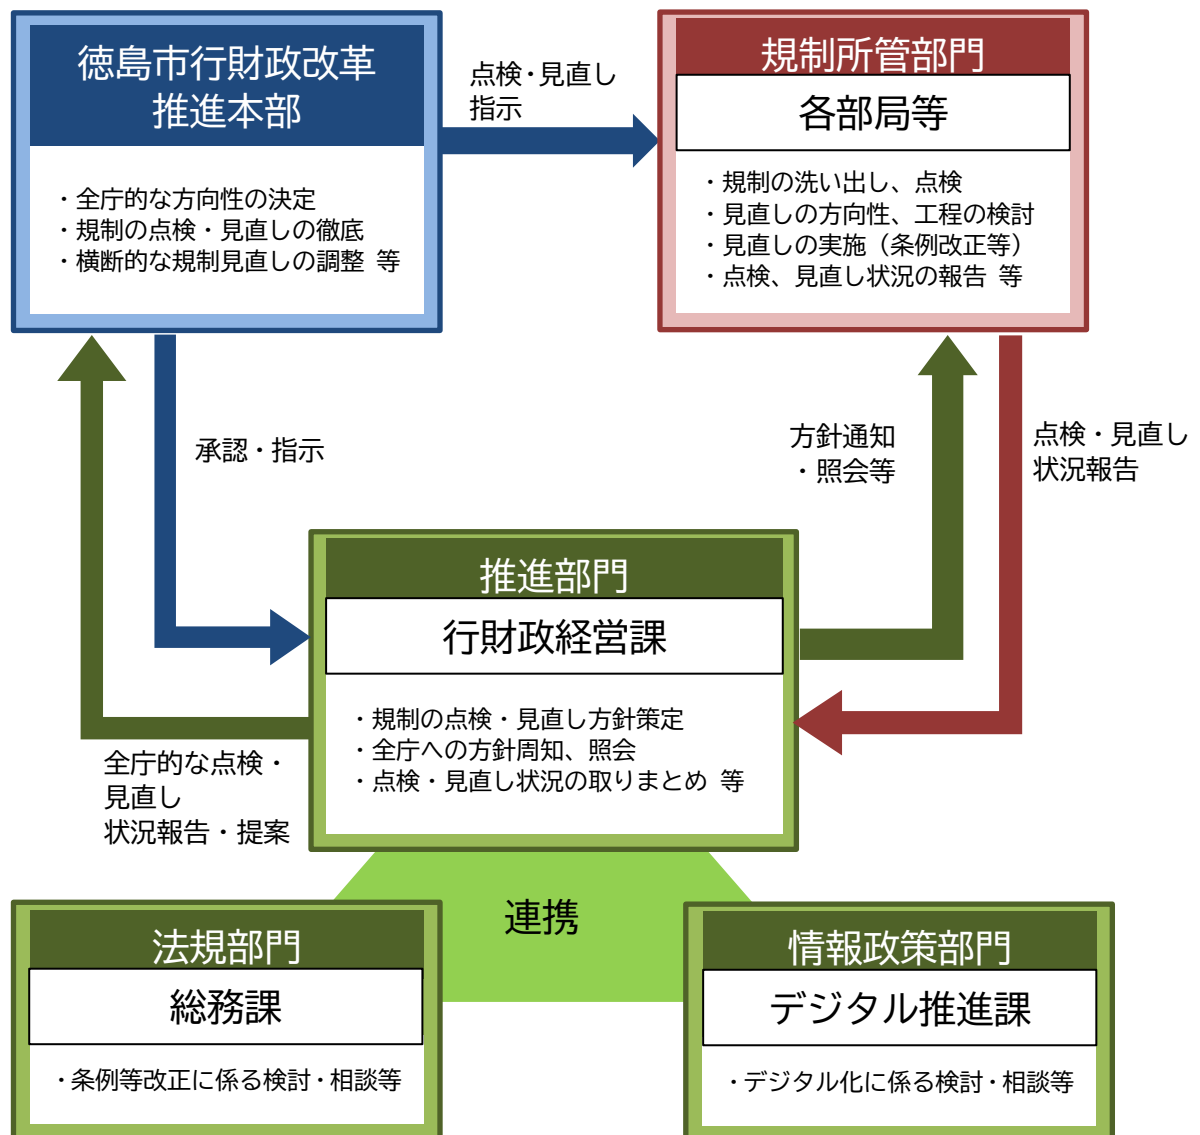 徳島市行財政改革
推進本部
・全庁的な方向性の決定
・規制の点検・見直しの徹底
・横断的な規制見直しの調整 等
点検・見直し
指示
規制所管部門
各部局等
・規制の洗い出し、点検
・見直しの方向性、工程の検討
・見直しの実施（条例改正等）
・点検、見直し状況の報告 等
承認・指示
方針通知
・照会等
点検・見直し
状況報告
推進部門
行財政経営課
・規制の点検・見直し方針策定
・全庁への方針周知、照会
・点検・見直し状況の取りまとめ 等
全庁的な点検・
見直し
状況報告・提案
連携
法規部門
総務課
・条例等改正に係る検討・相談等
情報政策部門
デジタル推進課
・デジタル化に係る検討・相談等